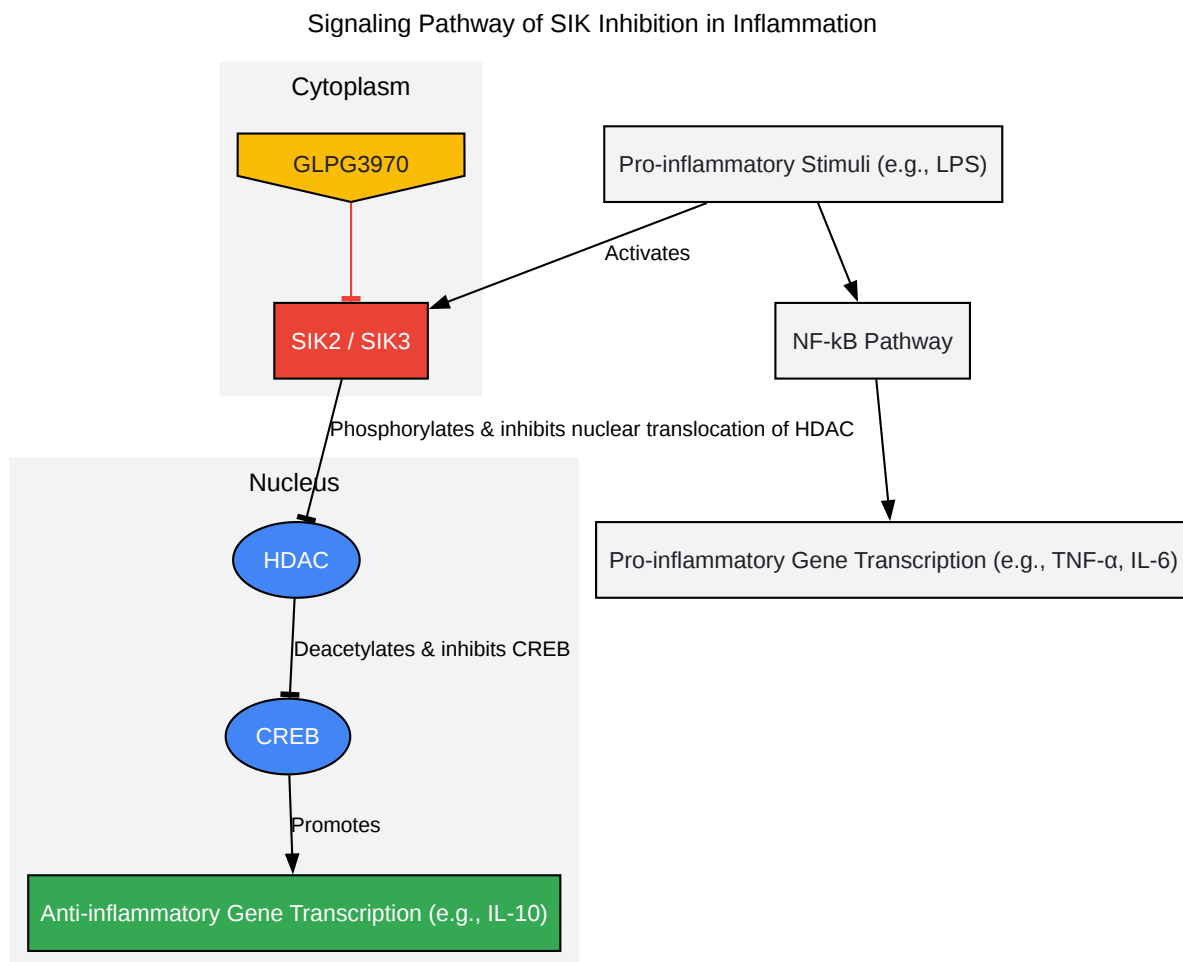 Signaling Pathway of SIK Inhibition in Inflammation
Cytoplasm
GLPG3970
Pro-inflammatory Stimuli (e.g., LPS)
Activates
SIK2 / SIK3
NF-kB Pathway
Phosphorylates & inhibits nuclear translocation of HDAC
Nucleus
HDAC
Pro-inflammatory Gene Transcription (e.g., TNF-α, IL-6)
Deacetylates & inhibits CREB
CREB
Promotes
Anti-inflammatory Gene Transcription (e.g., IL-10)